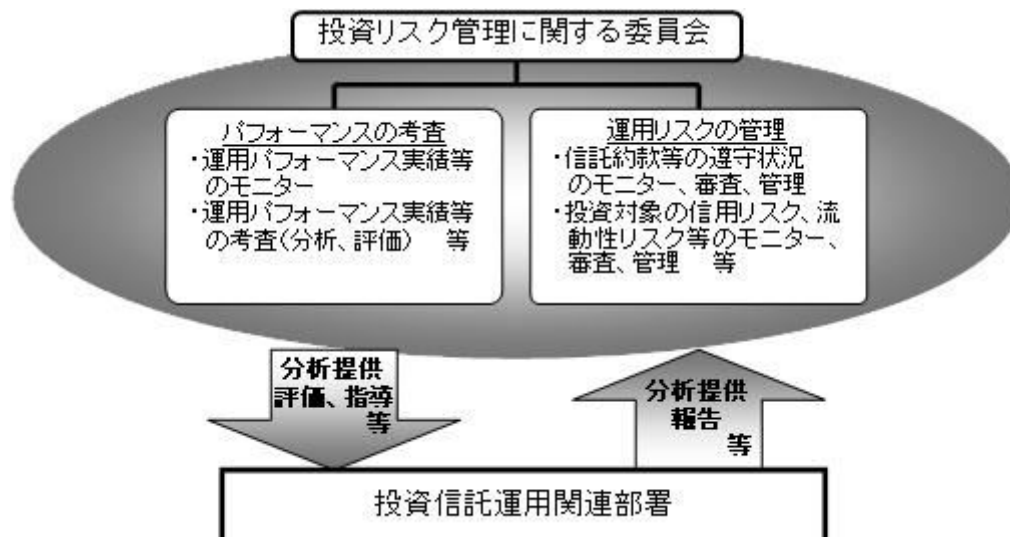 投資リスク管理に関する委員会
パフォーマンスの考査
・運用パフォーマンス実績等
のモニター
・運用パフォーマンス実績等
の考査(分析、評価) 等
運用リスクの管理
・信託約款等の遵守状況
のモニター、審査、管理
・投資対象の信用リスク、流
動性リスク等のモニター、
審査、管理 等
分析提供
評価、指導
等
分析提供
報告
等
投資信託運用関連部署